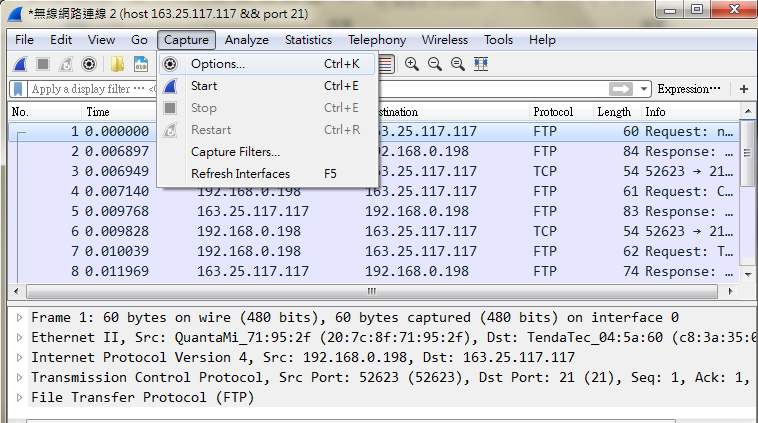 *無線網路連線 2 (host 163.25.117.117 && port 21)
File Edit View Go Capture Analyze Statistics Telephony Wireless Tools Help
Options... Ctrl+K
Start Ctrl+E
Stop Ctrl+E
Restart Ctrl+R
Capture Filters...
Refresh Interfaces F5
Apply a display filter ... <C Expression… +
No. Time stination Protocol Length Info
1 0.000000 163.25.117.117 FTP 60 Request: n…
2 0.006897 192.168.0.198 FTP 84 Response: …
3 0.006949 163.25.117.117 TCP 54 52623 → 21…
4 0.007140 192.168.0.198 163.25.117.117 FTP 61 Request: C…
5 0.009768 163.25.117.117 192.168.0.198 FTP 83 Response: …
6 0.009828 192.168.0.198 163.25.117.117 TCP 54 52623 → 21…
7 0.010039 192.168.0.198 163.25.117.117 FTP 62 Request: T…
8 0.011969 163.25.117.117 192.168.0.198 FTP 74 Response: …
Frame 1: 60 bytes on wire (480 bits), 60 bytes captured (480 bits) on interface 0
Ethernet II, Src: QuantaMi_71:95:2f (20:7c:8f:71:95:2f), Dst: TendaTec_04:5a:60 (c8:3a:35:0
Internet Protocol Version 4, Src: 192.168.0.198, Dst: 163.25.117.117
Transmission Control Protocol, Src Port: 52623 (52623), Dst Port: 21 (21), Seq: 1, Ack: 1,
File Transfer Protocol (FTP)